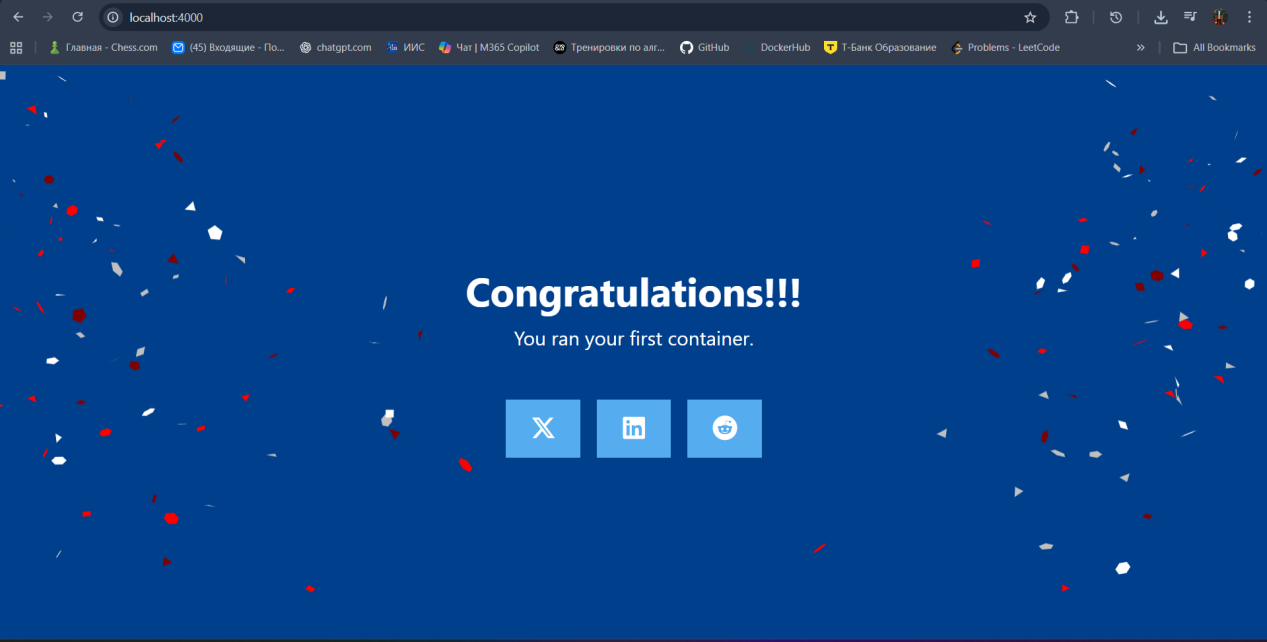 localhost:4000
Главная - Chess.com
(45) Входящие - По...
chatgpt.com
ИИС
Чат | M365 Copilot
Тренировки по алг...
GitHub
DockerHub
Т-Банк Образование
Problems - LeetCode
»
All Bookmarks
Congratulations!!!
You ran your first container.